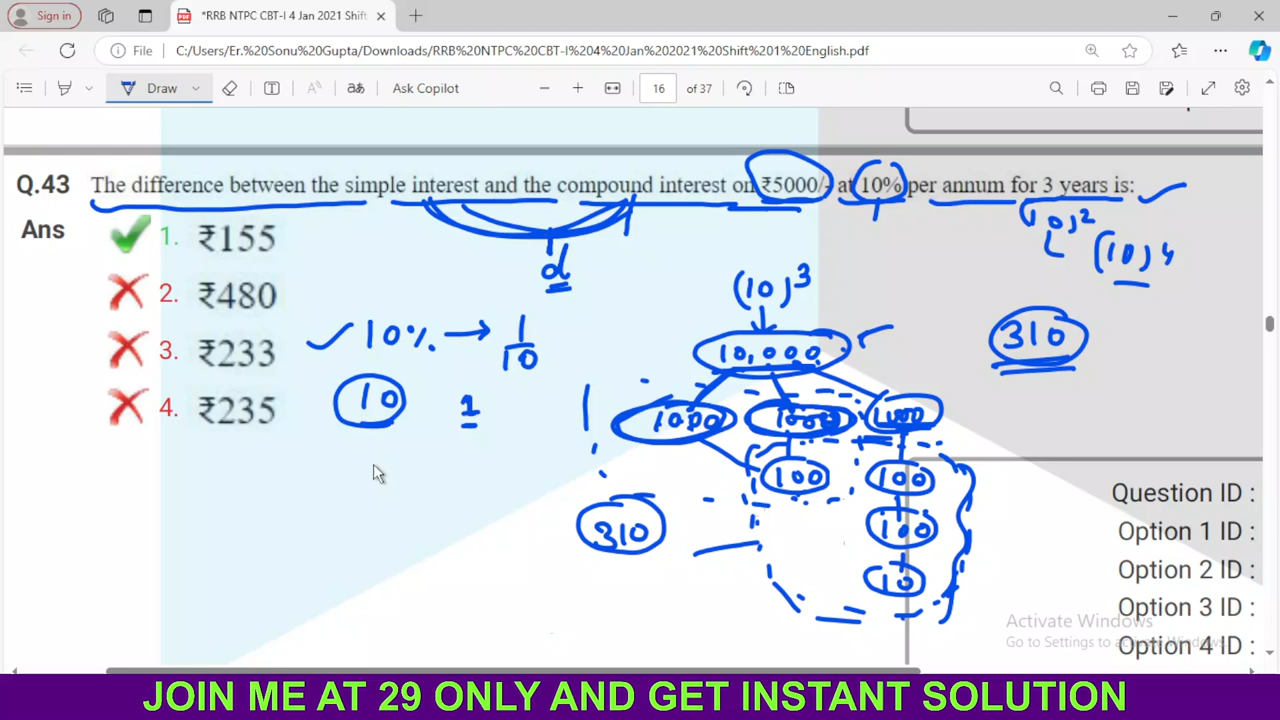 Sign in
*RRB NTPC CBT-I 4 Jan 2021 Shift
File
C:/Users/Er.%20Sonu%20Gupta/Downloads/RRB%20NTPC%20CBT-I%204%20Jan%202021%20Shift%201%20English.pdf
Draw
Ask Copilot
16 of 37
Q.43 The difference between the simple interest and the compound interest on ₹5000/- at 10% per annum for 3 years is:
Ans
1. ₹155
2. ₹480
3. ₹233
4. ₹235
d
(10)²
(10)⁴
(10)³
10% → 1/10
10,000
310
10
1
1000 1000 1000
100 100
310
100
10
Question ID :
Option 1 ID :
Option 2 ID :
Option 3 ID :
Option 4 ID :
Activate Windows
Go to Settings to activate Windows.
JOIN ME AT 29 ONLY AND GET INSTANT SOLUTION